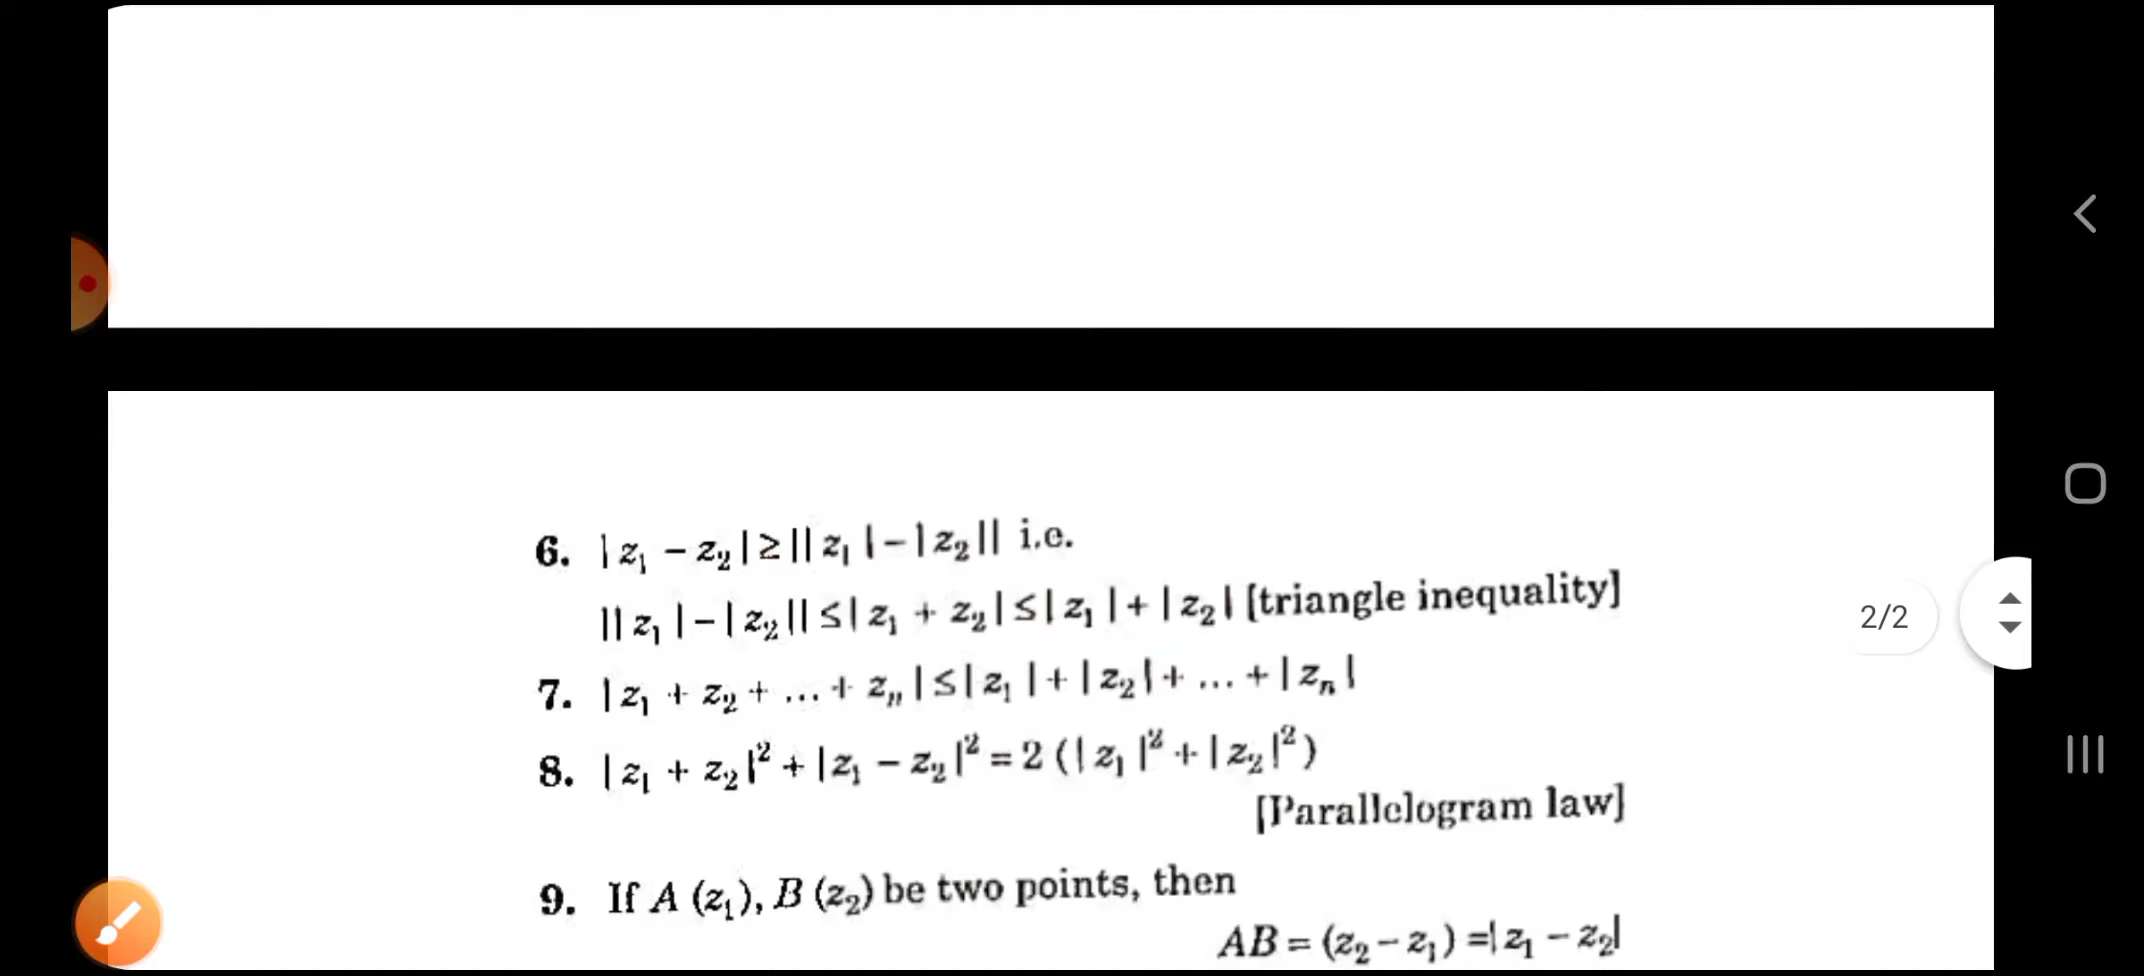 6. | z₁ − z₂ | ≥ || z₁ | − | z₂ || i.e.
|| z₁ | − | z₂ || ≤ | z₁ + z₂ | ≤ | z₁ | + | z₂ | [triangle inequality]
2/2
7. | z₁ + z₂ + ... + zₙ | ≤ | z₁ | + | z₂ | + ... + | zₙ |
8. | z₁ + z₂ |² + | z₁ − z₂ |² = 2 (| z₁ |² + | z₂ |²)
[Parallelogram law]
9. If A (z₁), B (z₂) be two points, then
AB = (z₂ − z₁) =| z₁ − z₂|